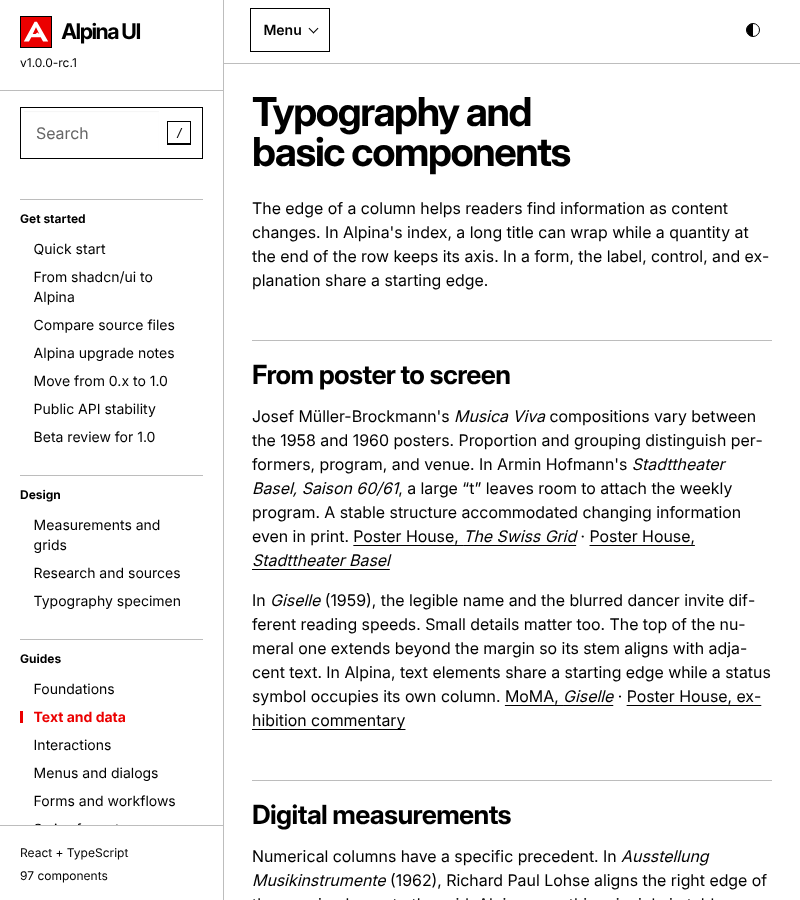 Alpina UI
v1.0.0-rc.1
Search
/
Get started
Quick start
From shadcn/ui to
Alpina
Compare source files
Alpina upgrade notes
Move from 0.x to 1.0
Public API stability
Beta review for 1.0
Design
Measurements and
grids
Research and sources
Typography specimen
Guides
Foundations
Text and data
Interactions
Menus and dialogs
Forms and workflows
React + TypeScript
97 components
Menu
Typography and
basic components
The edge of a column helps readers find information as content
changes. In Alpina's index, a long title can wrap while a quantity at
the end of the row keeps its axis. In a form, the label, control, and ex-
planation share a starting edge.
From poster to screen
Josef Müller-Brockmann's Musica Viva compositions vary between
the 1958 and 1960 posters. Proportion and grouping distinguish per-
formers, program, and venue. In Armin Hofmann's Stadttheater
Basel, Saison 60/61, a large “t” leaves room to attach the weekly
program. A stable structure accommodated changing information
even in print. Poster House, The Swiss Grid · Poster House,
Stadttheater Basel
In Giselle (1959), the legible name and the blurred dancer invite dif-
ferent reading speeds. Small details matter too. The top of the nu-
meral one extends beyond the margin so its stem aligns with adja-
cent text. In Alpina, text elements share a starting edge while a status
symbol occupies its own column. MoMA, Giselle · Poster House, ex-
hibition commentary
Digital measurements
Numerical columns have a specific precedent. In Ausstellung
Musikinstrumente (1962), Richard Paul Lohse aligns the right edge of